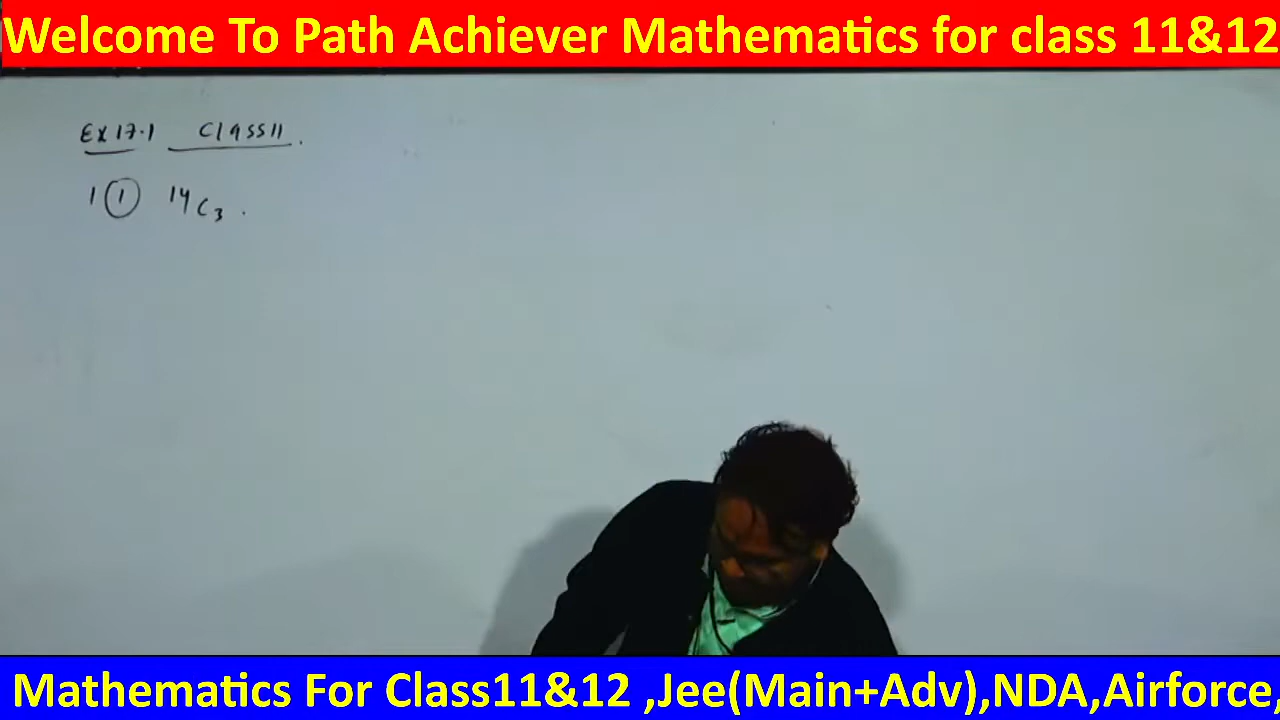 Welcome To Path Achiever Mathematics for class 11&12
Ex 17.1 Class 11.
1 ① 14C3.
Mathematics For Class11&12 ,Jee(Main+Adv),NDA,Airforce,